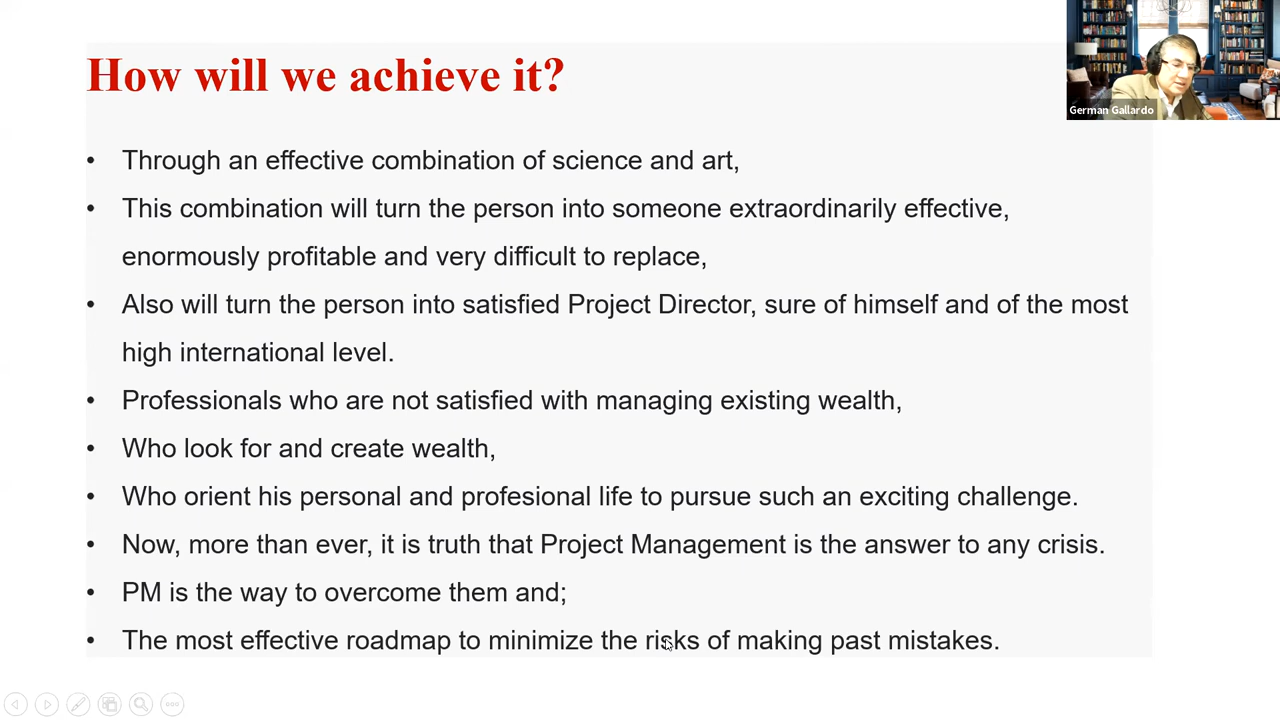 How will we achieve it?
German Gallardo
• Through an effective combination of science and art,
• This combination will turn the person into someone extraordinarily effective,
enormously profitable and very difficult to replace,
• Also will turn the person into satisfied Project Director, sure of himself and of the most
high international level.
• Professionals who are not satisfied with managing existing wealth,
• Who look for and create wealth,
• Who orient his personal and profesional life to pursue such an exciting challenge.
• Now, more than ever, it is truth that Project Management is the answer to any crisis.
• PM is the way to overcome them and;
• The most effective roadmap to minimize the risks of making past mistakes.